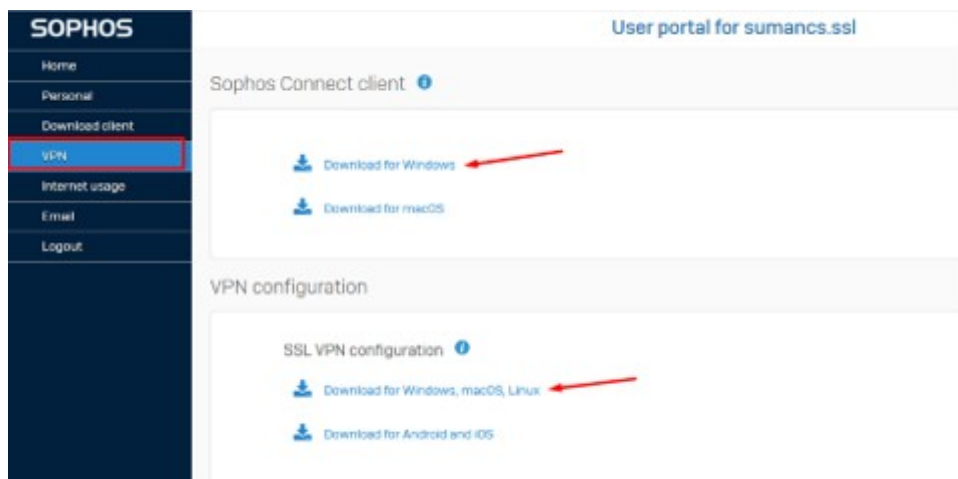 SOPHOS
User portal for sumancs.ssl
Home
Personal
Download client
VPN
Internet usage
Email
Logout
Sophos Connect client
Download for Windows
Download for macOS
VPN configuration
SSL VPN configuration
Download for Windows, macOS, Linux
Download for Android and iOS